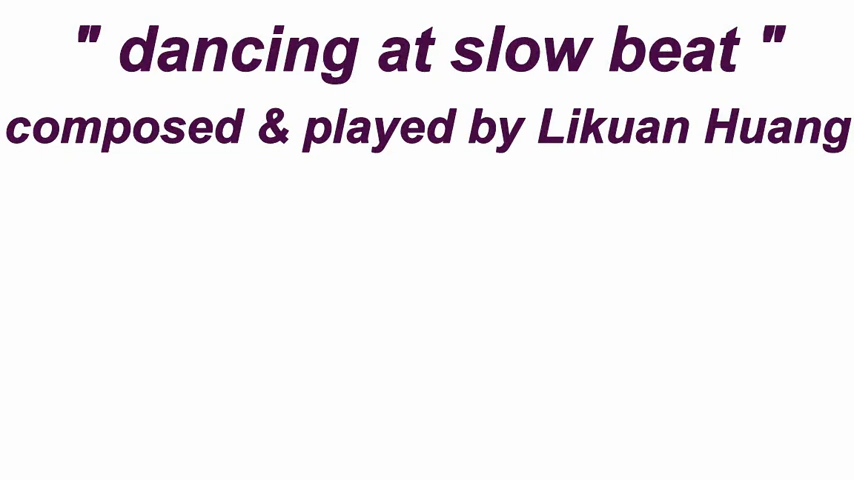 " dancing at slow beat "
composed & played by Likuan Huang